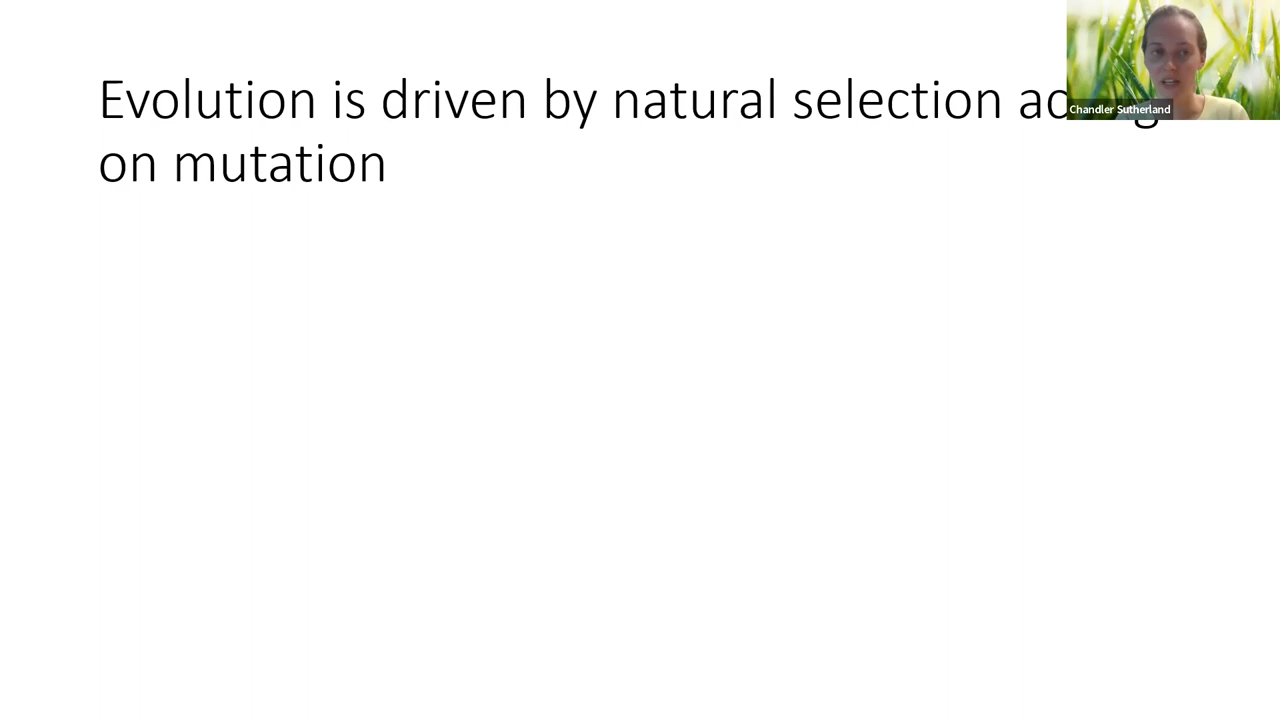 Evolution is driven by natural selection
on mutation
Chandler Sutherland